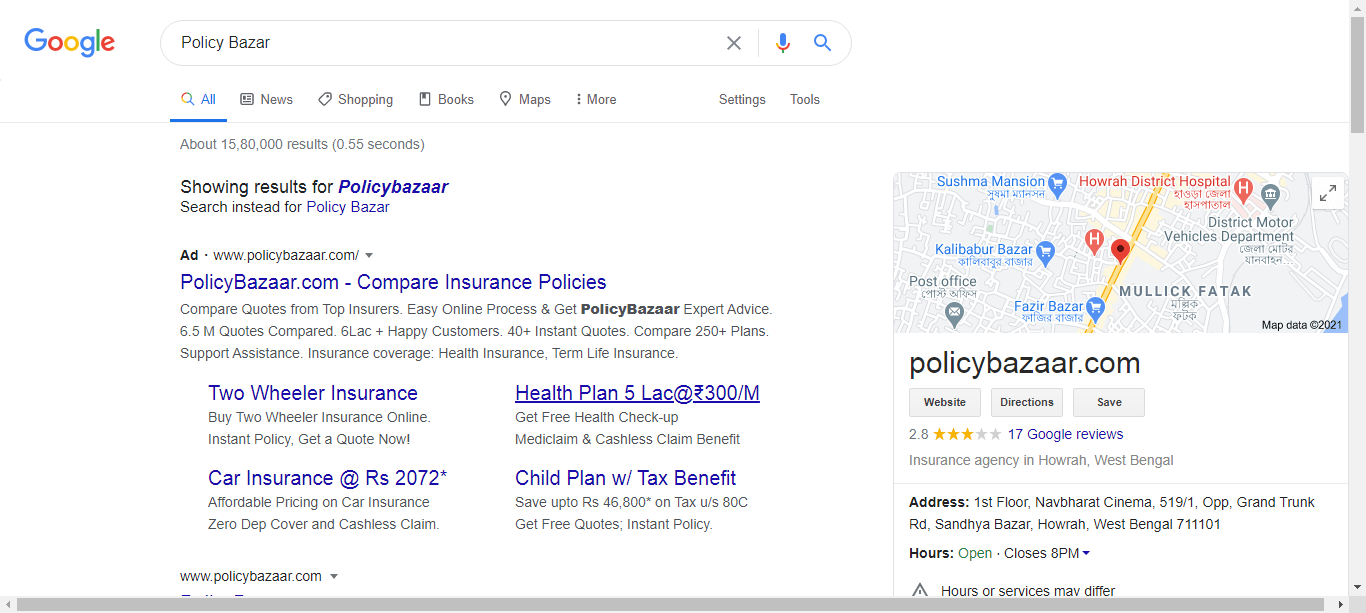 Google
Policy Bazar
All
News
Shopping
Books
Maps
More
Settings
Tools
About 15,80,000 results (0.55 seconds)
Showing results for Policybazaar
Search instead for Policy Bazar
Ad · www.policybazaar.com/
PolicyBazaar.com - Compare Insurance Policies
Compare Quotes from Top Insurers. Easy Online Process & Get PolicyBazaar Expert Advice.
6.5 M Quotes Compared. 6Lac + Happy Customers. 40+ Instant Quotes. Compare 250+ Plans.
Support Assistance. Insurance coverage: Health Insurance, Term Life Insurance.
Two Wheeler Insurance
Buy Two Wheeler Insurance Online.
Instant Policy, Get a Quote Now!
Health Plan 5 Lac@₹300/M
Get Free Health Check-up
Mediclaim & Cashless Claim Benefit
Car Insurance @ Rs 2072*
Affordable Pricing on Car Insurance
Zero Dep Cover and Cashless Claim.
Child Plan w/ Tax Benefit
Save upto Rs 46,800* on Tax u/s 80C
Get Free Quotes; Instant Policy.
www.policybazaar.com
Sushma Mansion
সুষমা ম্যানসন
Howrah District Hospital
হাওড়া জেলা
হাসপাতাল
H
District Motor
Vehicles Department
জেলা মোটর
যানবাহন...
H
Kalibabur Bazar
কালিবাবুর বাজার
Post office
পোস্ট অফিস
MULLICK FATAK
মল্লিক
ফটক
Fazir Bazar
ফাজির বাজার
Map data ©2021
policybazaar.com
Website
Directions
Save
2.8 17 Google reviews
Insurance agency in Howrah, West Bengal
Address: 1st Floor, Navbharat Cinema, 519/1, Opp, Grand Trunk
Rd, Sandhya Bazar, Howrah, West Bengal 711101
Hours: Open · Closes 8PM
Hours or services may differ